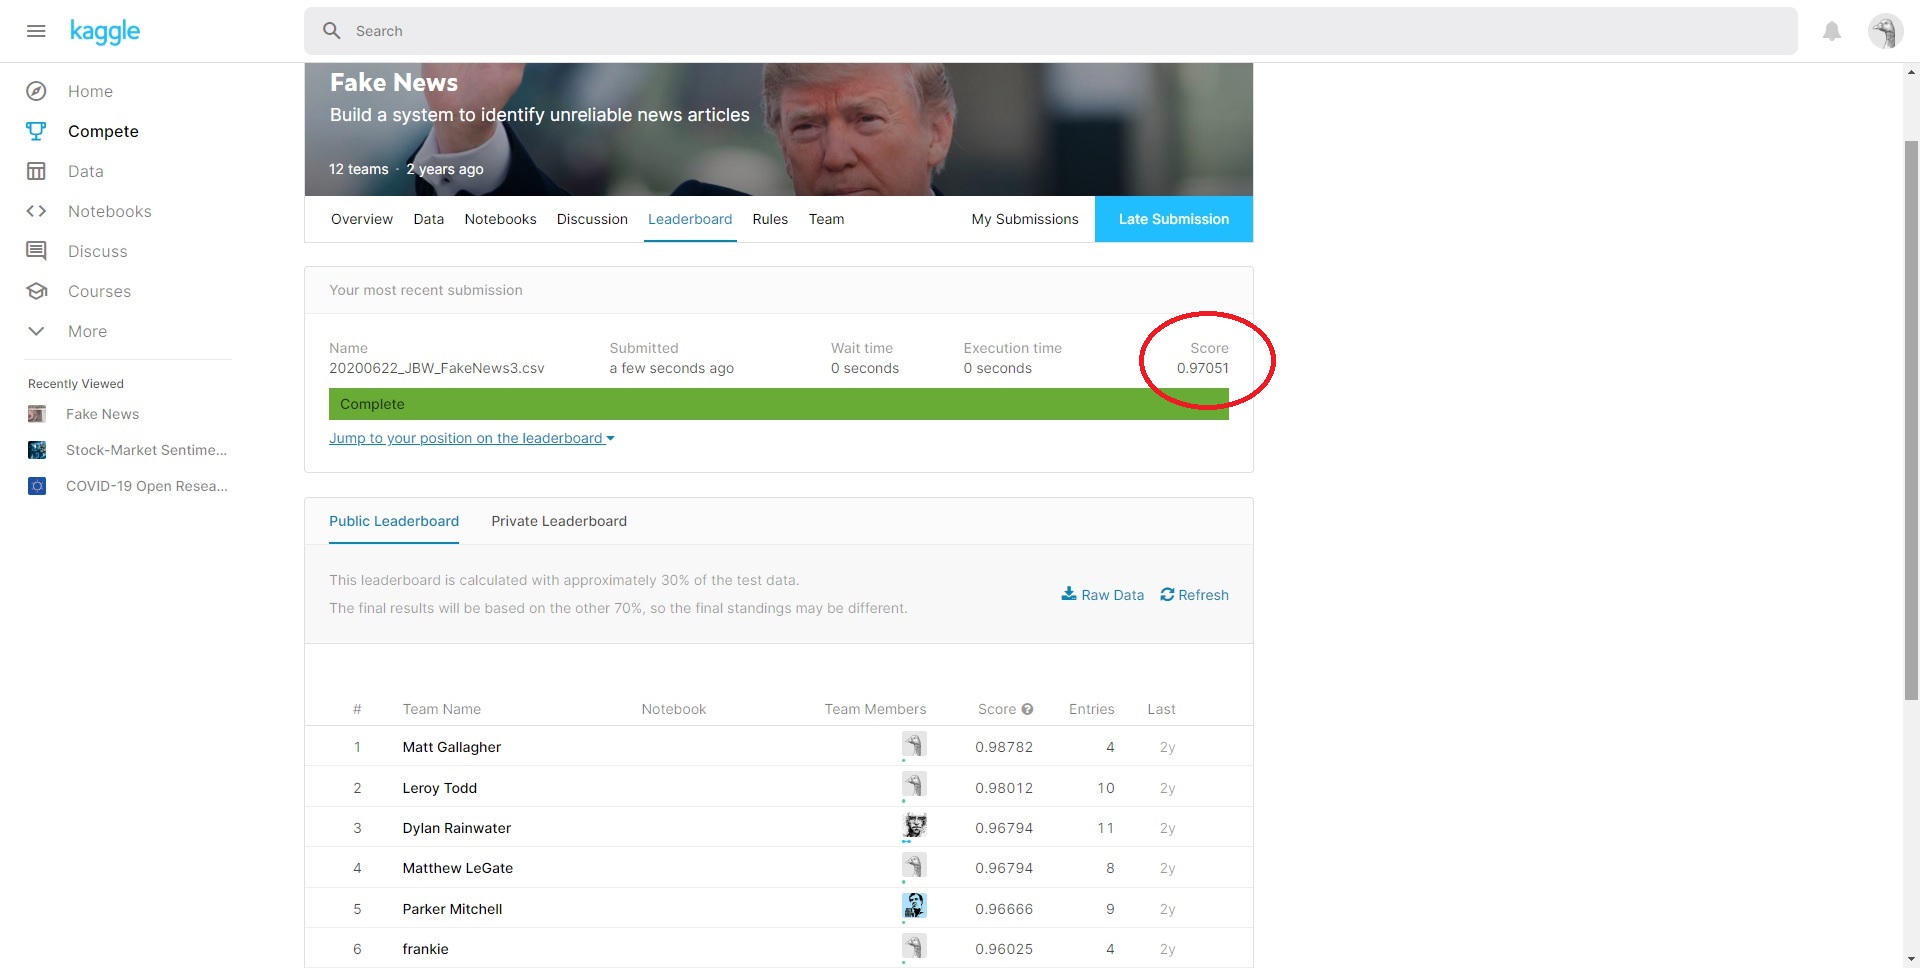 kaggle
Search
Home
Compete
Data
Notebooks
Discuss
Courses
More
Recently Viewed
Fake News
Stock-Market Sentime...
COVID-19 Open Resea...
Fake News
Build a system to identify unreliable news articles
12 teams · 2 years ago
Overview Data Notebooks Discussion Leaderboard Rules Team My Submissions Late Submission
Your most recent submission
Name Submitted Wait time Execution time Score
20200622_JBW_FakeNews3.csv a few seconds ago 0 seconds 0 seconds 0.97051
Complete
Jump to your position on the leaderboard
Public Leaderboard Private Leaderboard
This leaderboard is calculated with approximately 30% of the test data.
The final results will be based on the other 70%, so the final standings may be different.
Raw Data Refresh
# Team Name Notebook Team Members Score Entries Last
1 Matt Gallagher 0.98782 4 2y
2 Leroy Todd 0.98012 10 2y
3 Dylan Rainwater 0.96794 11 2y
4 Matthew LeGate 0.96794 8 2y
5 Parker Mitchell 0.96666 9 2y
6 frankie 0.96025 4 2y